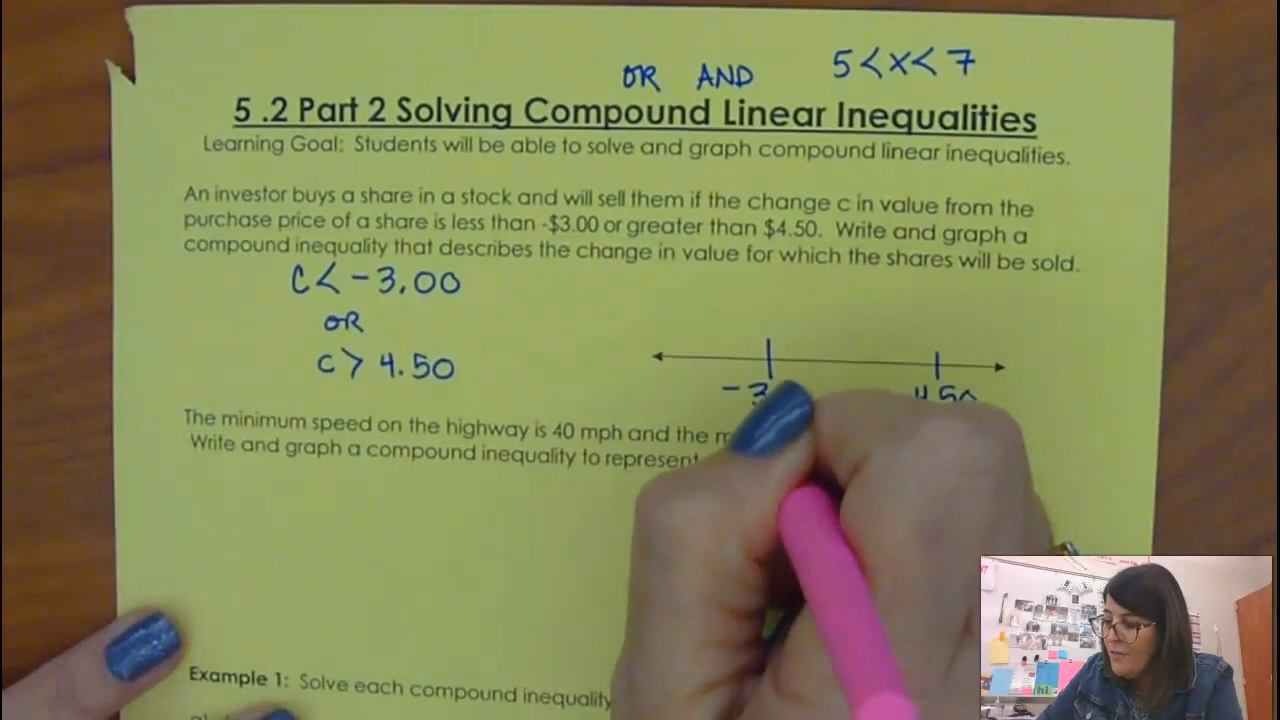 OR AND 5 < x < 7
5 .2 Part 2 Solving Compound Linear Inequalities
Learning Goal: Students will be able to solve and graph compound linear inequalities.
An investor buys a share in a stock and will sell them if the change c in value from the
purchase price of a share is less than -$3.00 or greater than $4.50. Write and graph a
compound inequality that describes the change in value for which the shares will be sold.
c < -3.00
OR
c > 4.50
-3
4.50
The minimum speed on the highway is 40 mph and the
Write and graph a compound inequality to represent
Example 1: Solve each compound inequality